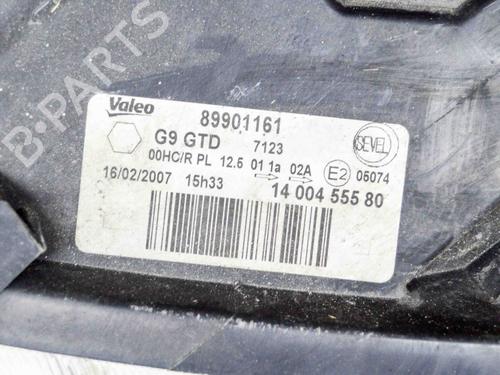 B-PARTS
Valeo 89901161
G9 GTD 7123 SEVEL
00HC/R PL 12.5 01 1a 02A E2 05074
16/02/2007 15h33 14 004 555 80